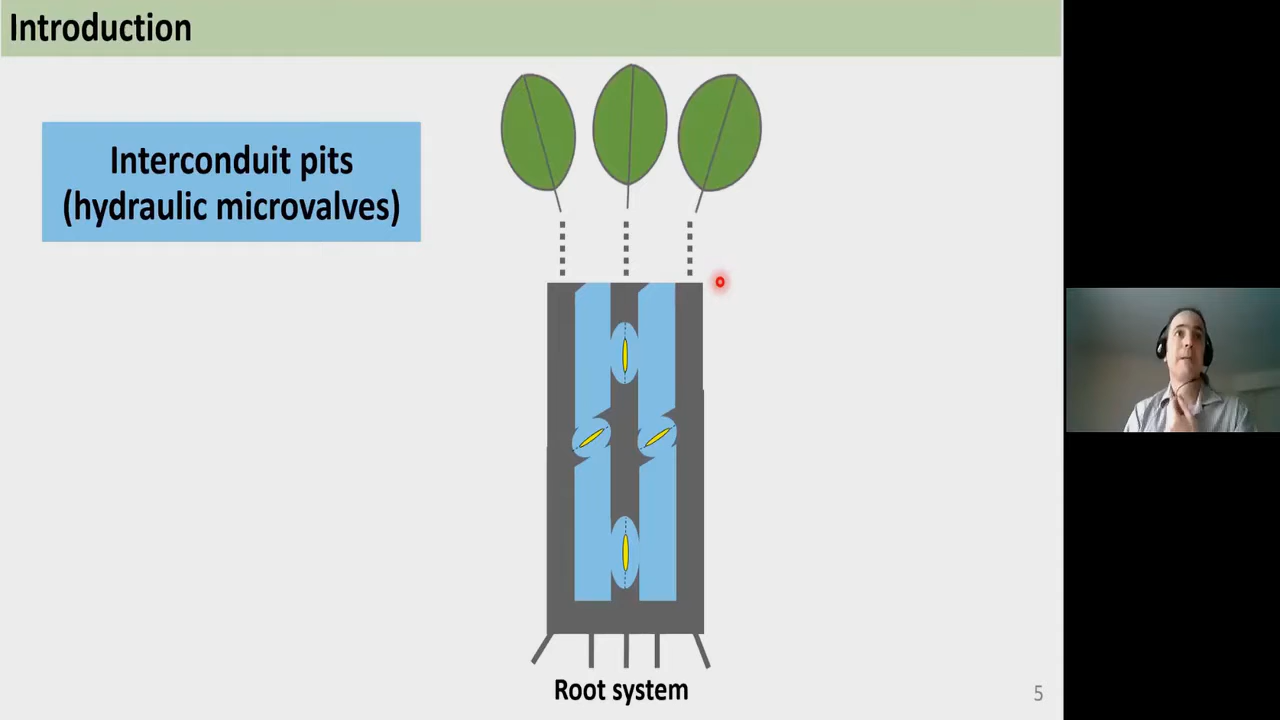 Introduction
Interconduit pits
(hydraulic microvalves)
Root system
5